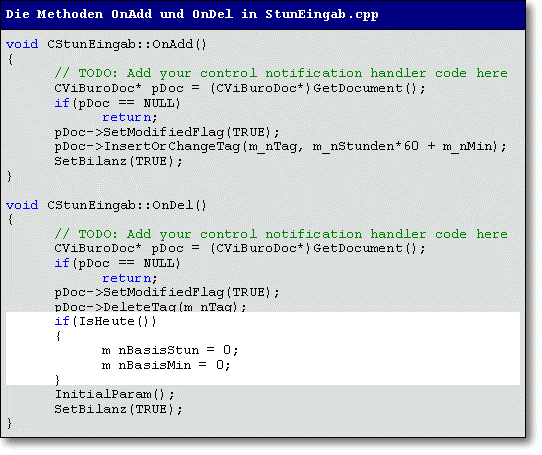 Die Methoden OnAdd und OnDel in StunEingab.cpp
void CStunEingab::OnAdd()
{
// TODO: Add your control notification handler code here
CViBuroDoc* pDoc = (CViBuroDoc*)GetDocument();
if(pDoc == NULL)
return;
pDoc->SetModifiedFlag(TRUE);
pDoc->InsertOrChangeTag(m_nTag, m_nStunden*60 + m_nMin);
SetBilanz(TRUE);
}
void CStunEingab::OnDel()
{
// TODO: Add your control notification handler code here
CViBuroDoc* pDoc = (CViBuroDoc*)GetDocument();
if(pDoc == NULL)
return;
pDoc->SetModifiedFlag(TRUE);
pDoc->DeleteTag(m_nTag);
if(IsHeute())
{
m_nBasisStun = 0;
m_nBasisMin = 0;
}
InitialParam();
SetBilanz(TRUE);
}